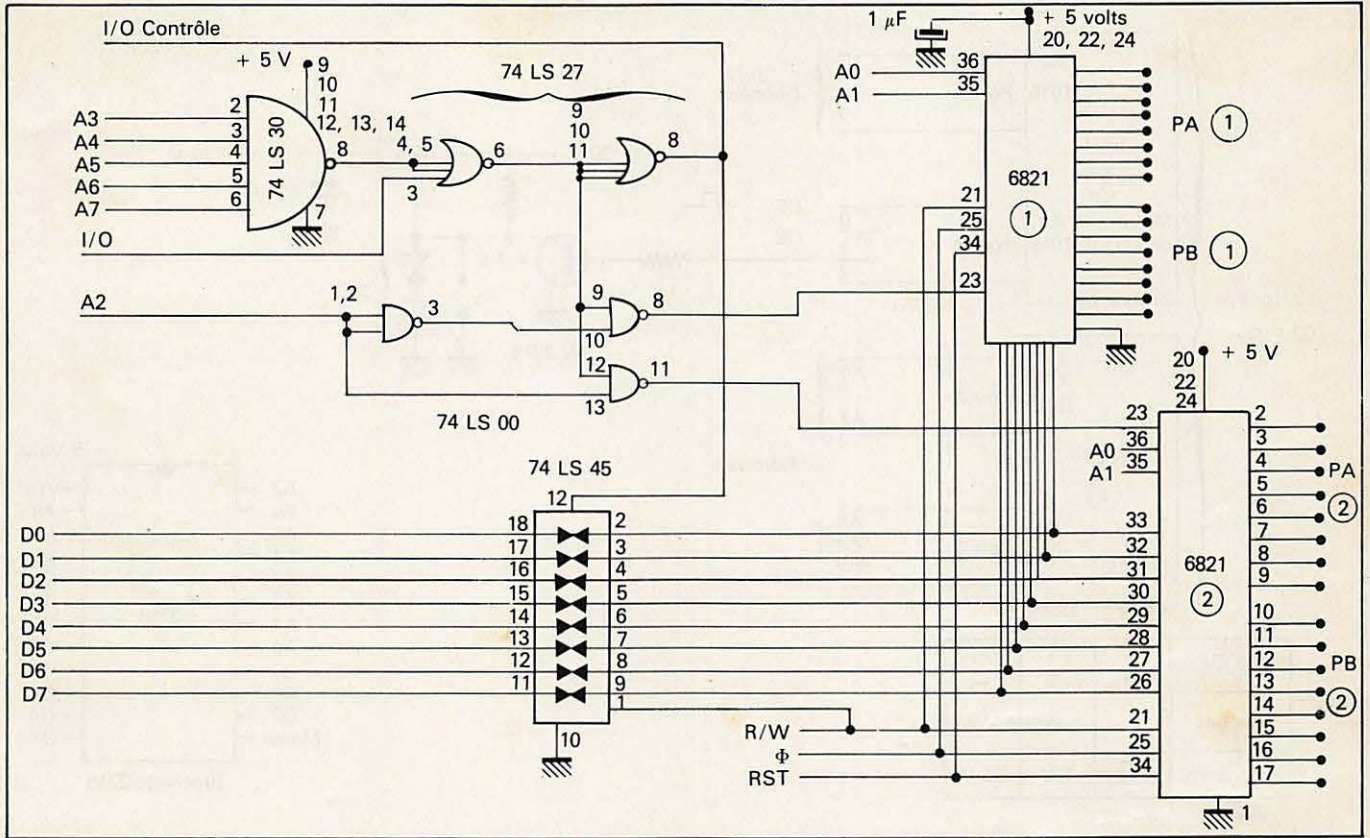 I/O Contrôle
+ 5 V
9
10
11
12, 13, 14
74 LS 27
9
10
11
8
A3
A4
A5
A6
A7
2
3
4
5
6
74 LS 30
8
7
4, 5
3
6
I/O
A2
1,2
3
9
10
8
12
13
11
74 LS 00
1 µF
+ 5 volts
20, 22, 24
A0
A1
36
35
21
25
34
23
6821
1
PA 1
PB 1
+ 5 V
20
22
24
23
36
35
A0
A1
33
32
31
30
29
28
27
26
21
25
34
6821
2
2
3
4
5
6
7
8
9
10
11
12
13
14
15
16
17
PA
2
PB
2
1
74 LS 45
12
D0
D1
D2
D3
D4
D5
D6
D7
18
17
16
15
14
13
12
11
2
3
4
5
6
7
8
9
1
10
R/W
Φ
RST